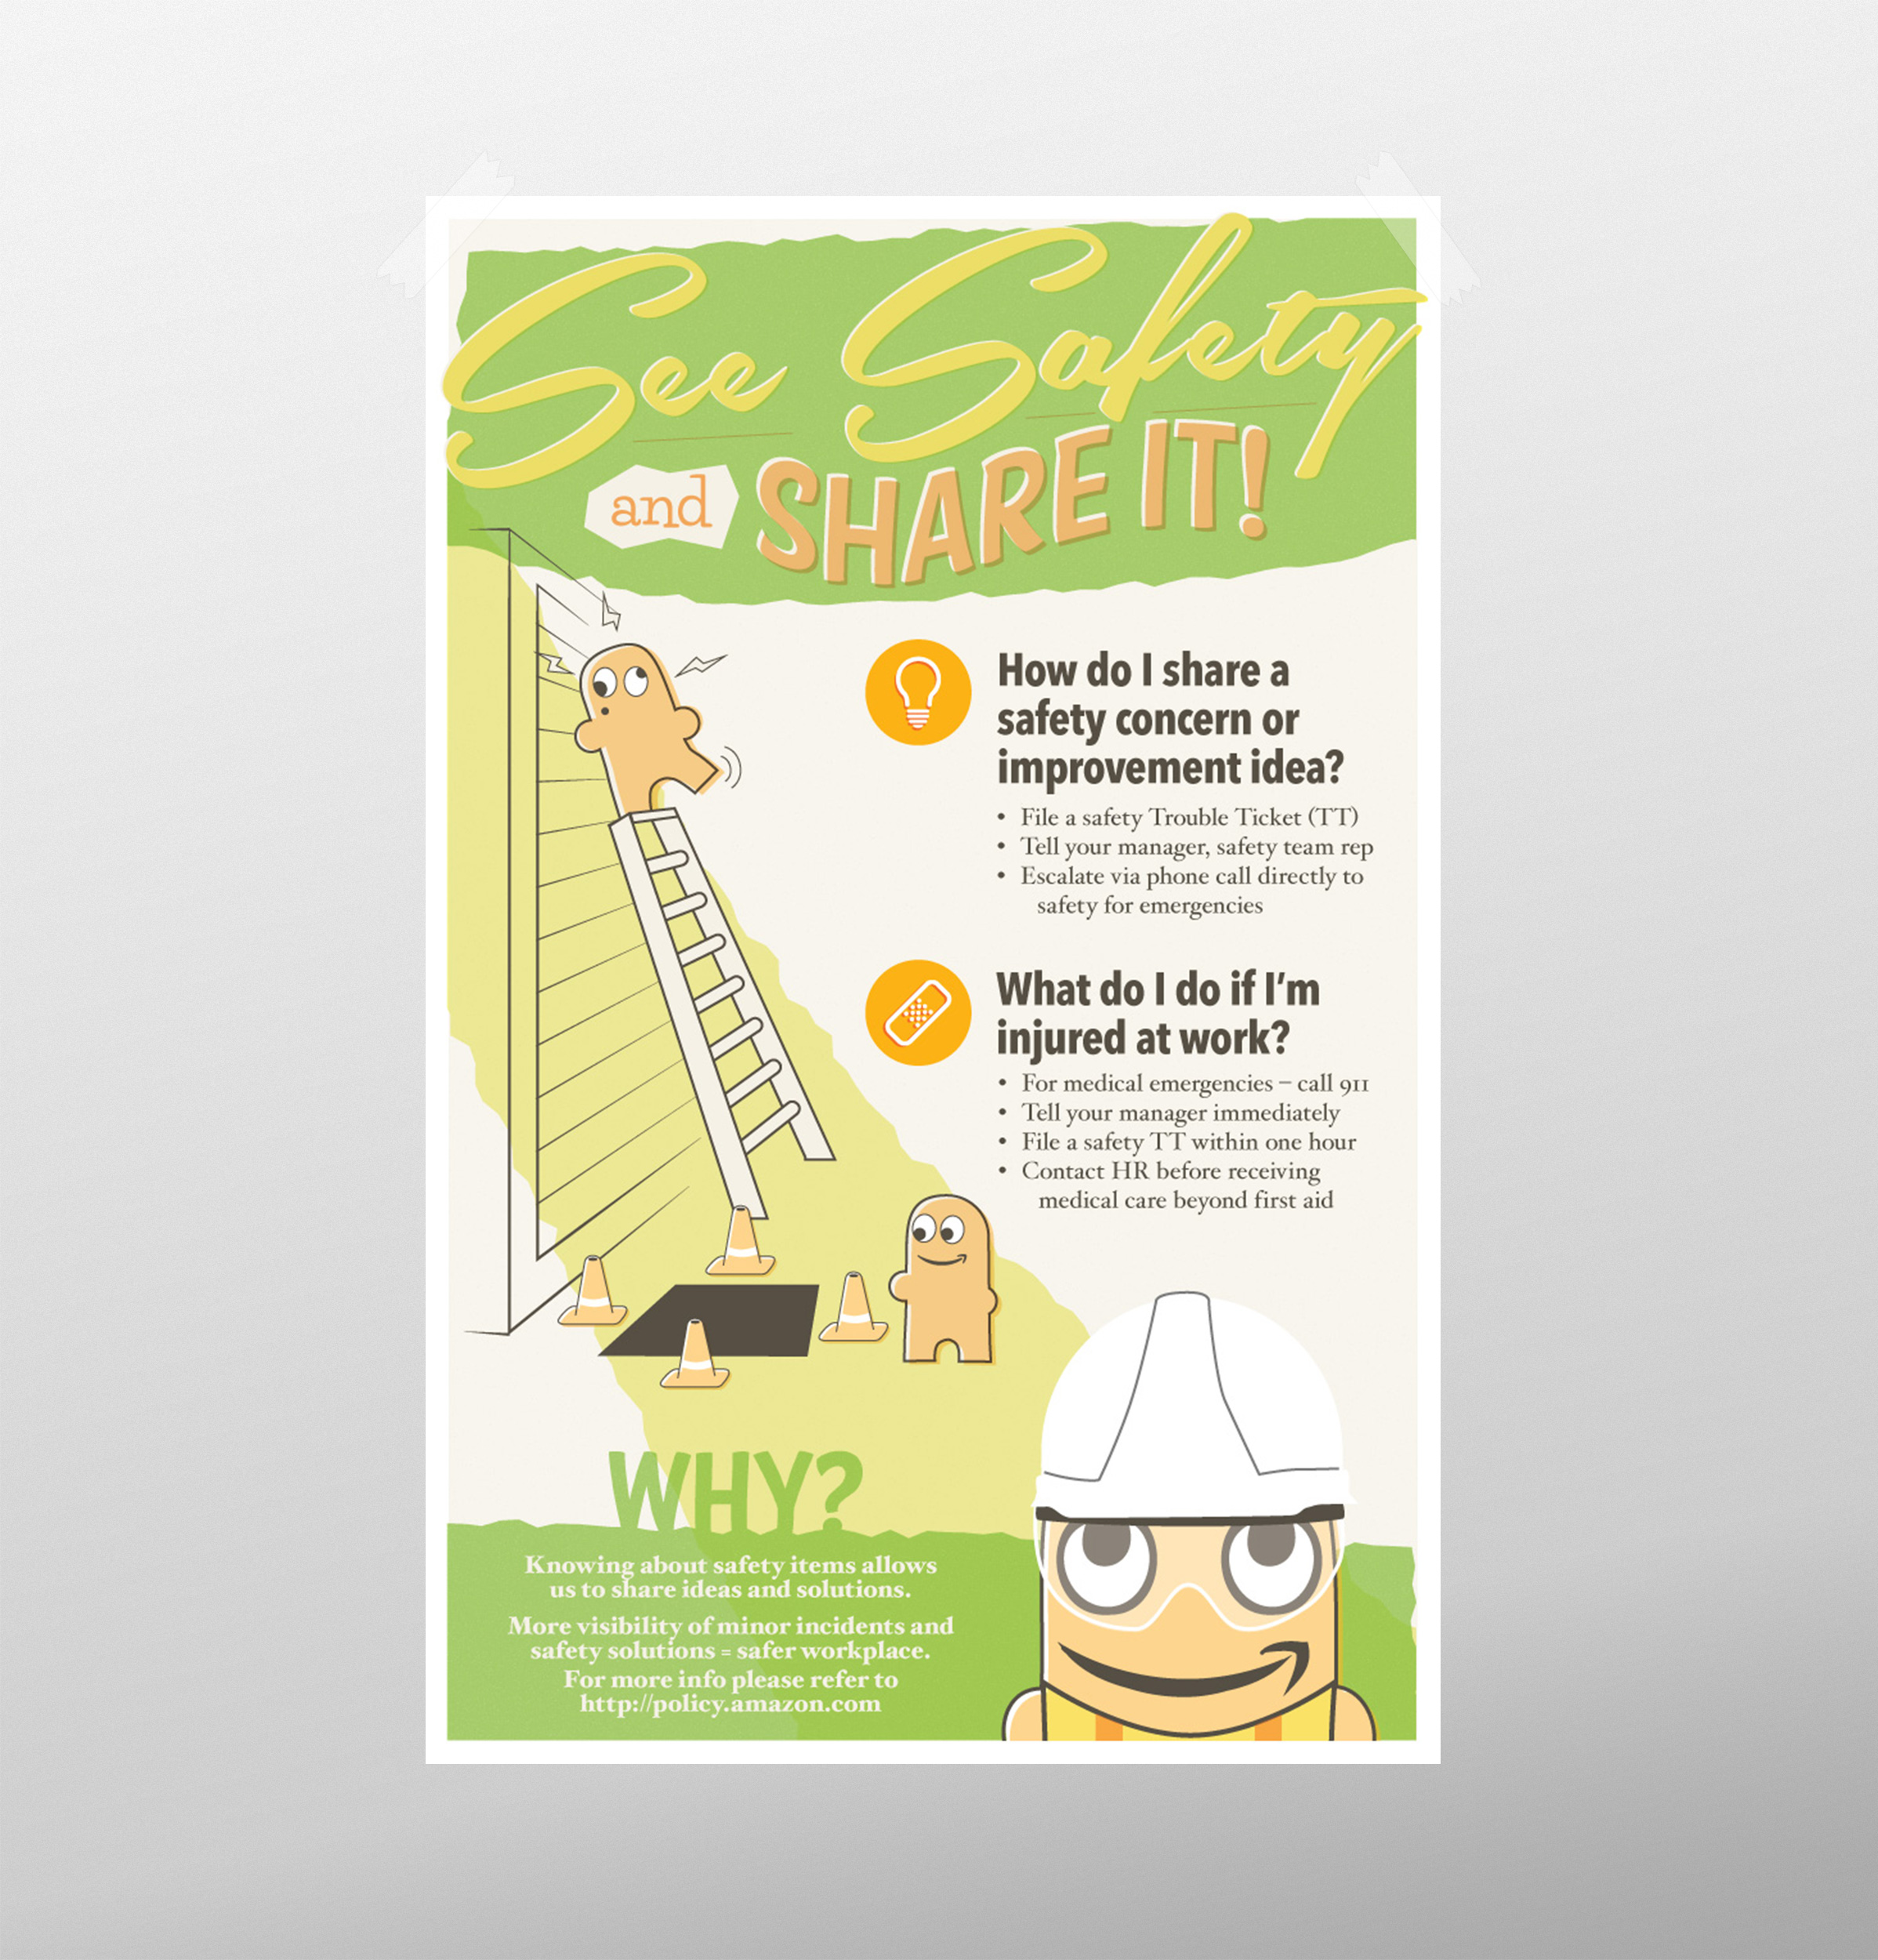 See Safety
and SHARE IT!
How do I share a
safety concern or
improvement idea?
• File a safety Trouble Ticket (TT)
• Tell your manager, safety team rep
• Escalate via phone call directly to
safety for emergencies
What do I do if I'm
injured at work?
• For medical emergencies – call 911
• Tell your manager immediately
• File a safety TT within one hour
• Contact HR before receiving
medical care beyond first aid
WHY?
Knowing about safety items allows
us to share ideas and solutions.
More visibility of minor incidents and
safety solutions = safer workplace.
For more info please refer to
http://policy.amazon.com